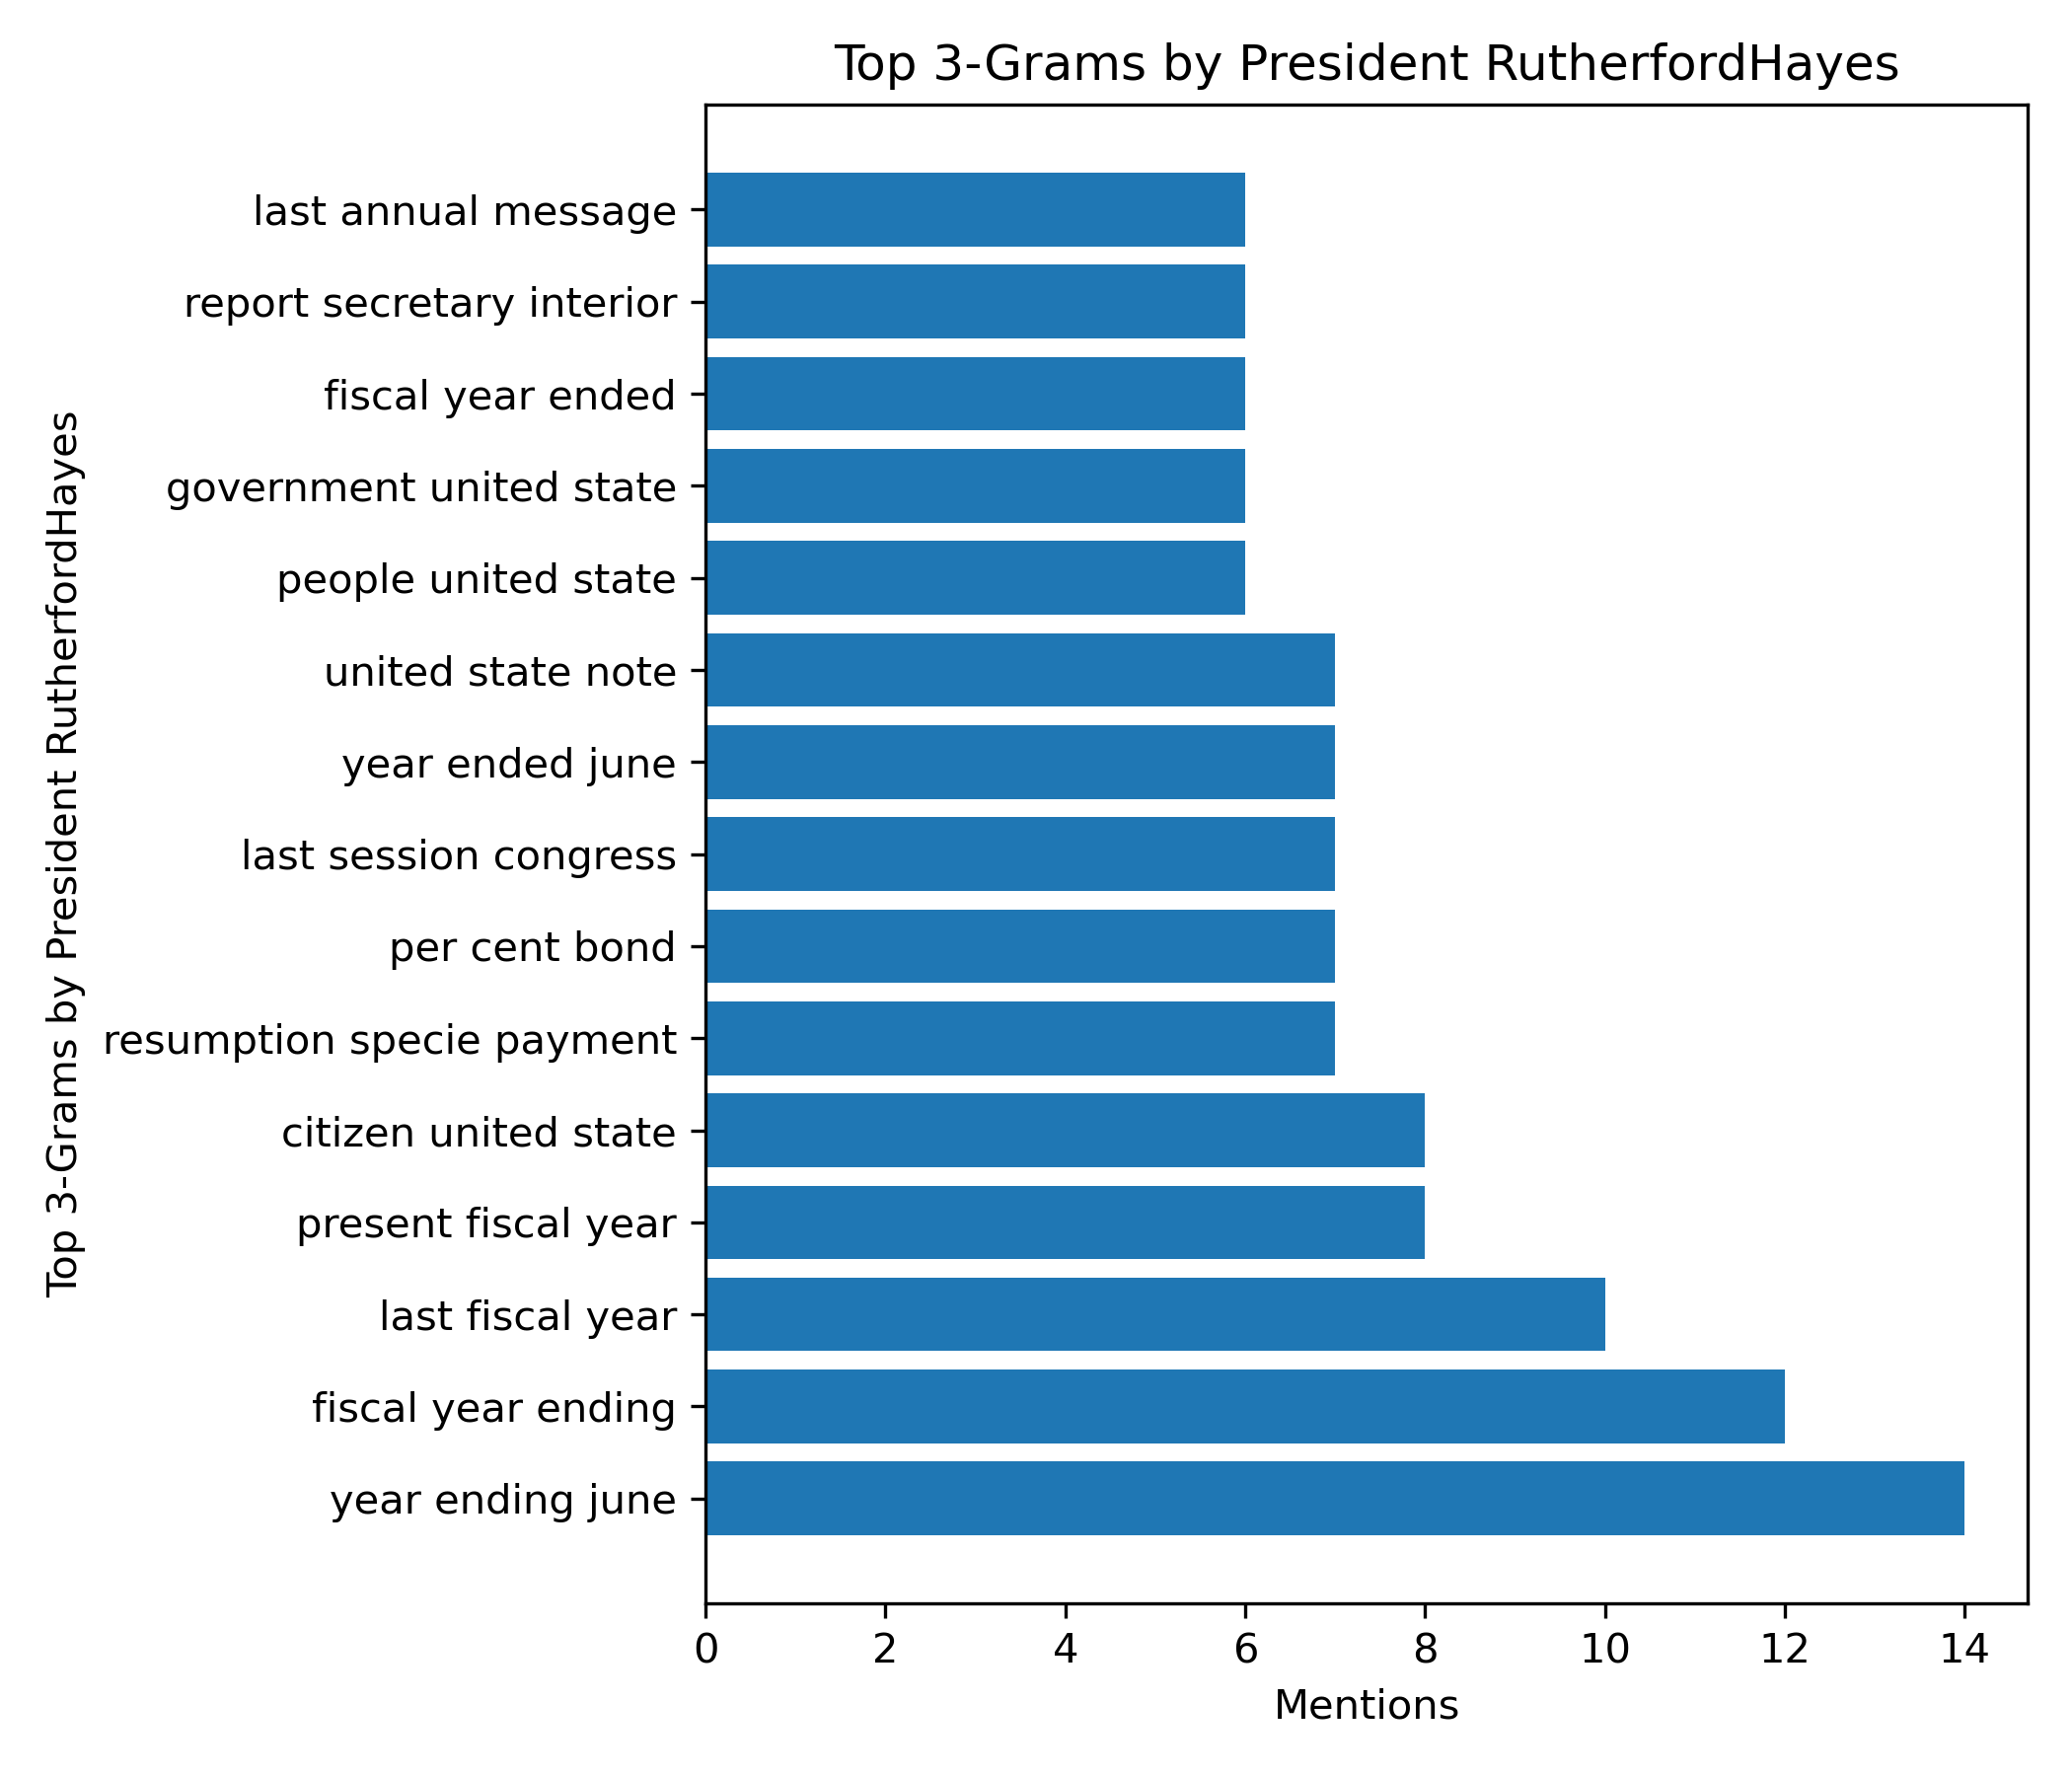 Top 3-Grams by President RutherfordHayes
Top 3-Grams by President RutherfordHayes
last annual message
report secretary interior
fiscal year ended
government united state
people united state
united state note
year ended june
last session congress
per cent bond
resumption specie payment
citizen united state
present fiscal year
last fiscal year
fiscal year ending
year ending june
0 2 4 6 8 10 12 14
Mentions